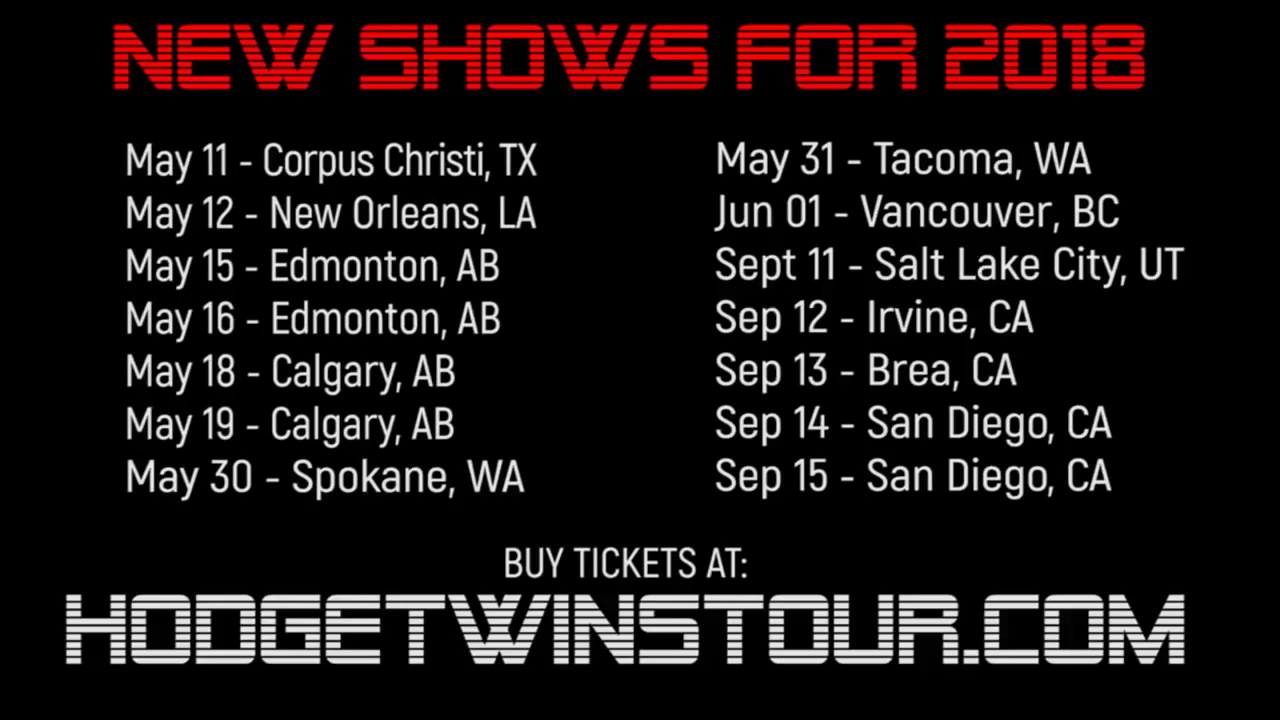 NEW SHOWS FOR 2018
May 11 - Corpus Christi, TX
May 12 - New Orleans, LA
May 15 - Edmonton, AB
May 16 - Edmonton, AB
May 18 - Calgary, AB
May 19 - Calgary, AB
May 30 - Spokane, WA
May 31 - Tacoma, WA
Jun 01 - Vancouver, BC
Sept 11 - Salt Lake City, UT
Sep 12 - Irvine, CA
Sep 13 - Brea, CA
Sep 14 - San Diego, CA
Sep 15 - San Diego, CA
BUY TICKETS AT:
HODGETWINSTOUR.COM